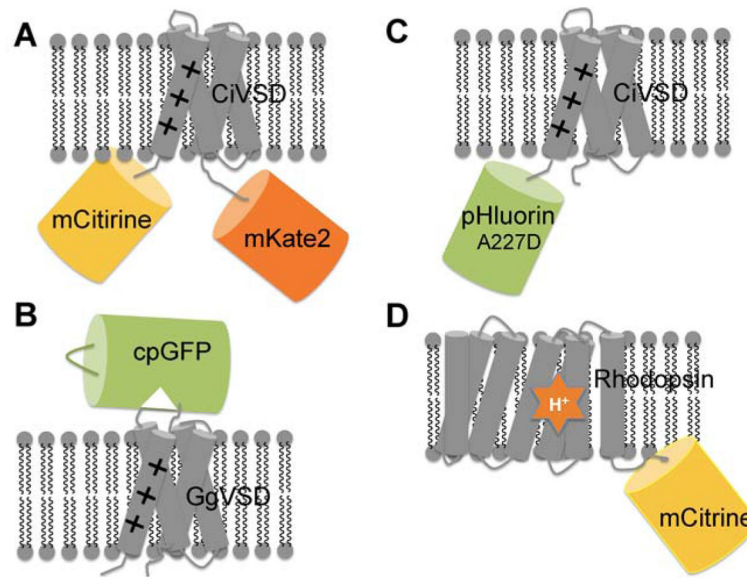 A
CiVSD
mCitirine
mKate2
B
cpGFP
GgVSD
C
CiVSD
pHluorin
A227D
D
Rhodopsin
H+
mCitrine